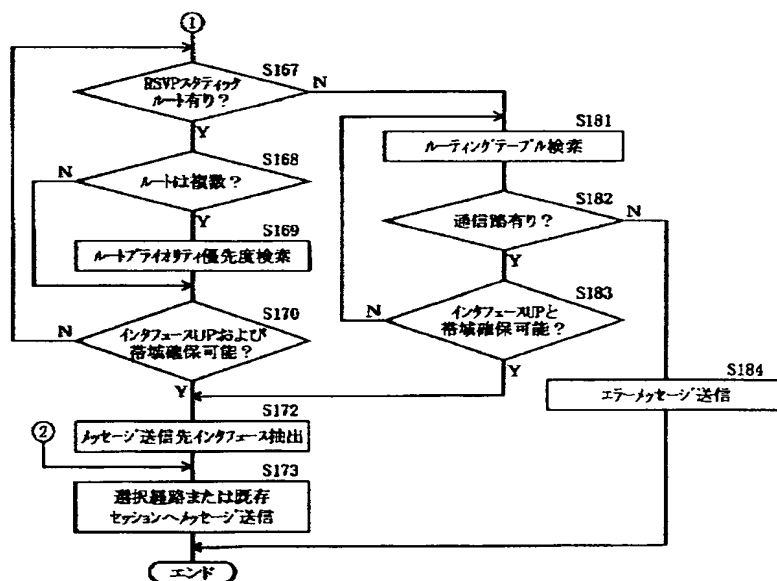 ①
S167
RSVPスタティック
ルート有り？
N
Y
S168
ルートは複数？
N
Y
S169
ルートプライオリティ優先度検索
S170
インタフェースUPおよび
帯域確保可能？
N
Y
S172
メッセージ送信先インタフェース抽出
②
S173
選択経路または既存
セッションへメッセージ送信
エンド
S181
ルーティングテーブル検索
S182
通信路有り？
N
Y
S183
インタフェースUPと
帯域確保可能？
N
Y
S184
エラーメッセージ送信